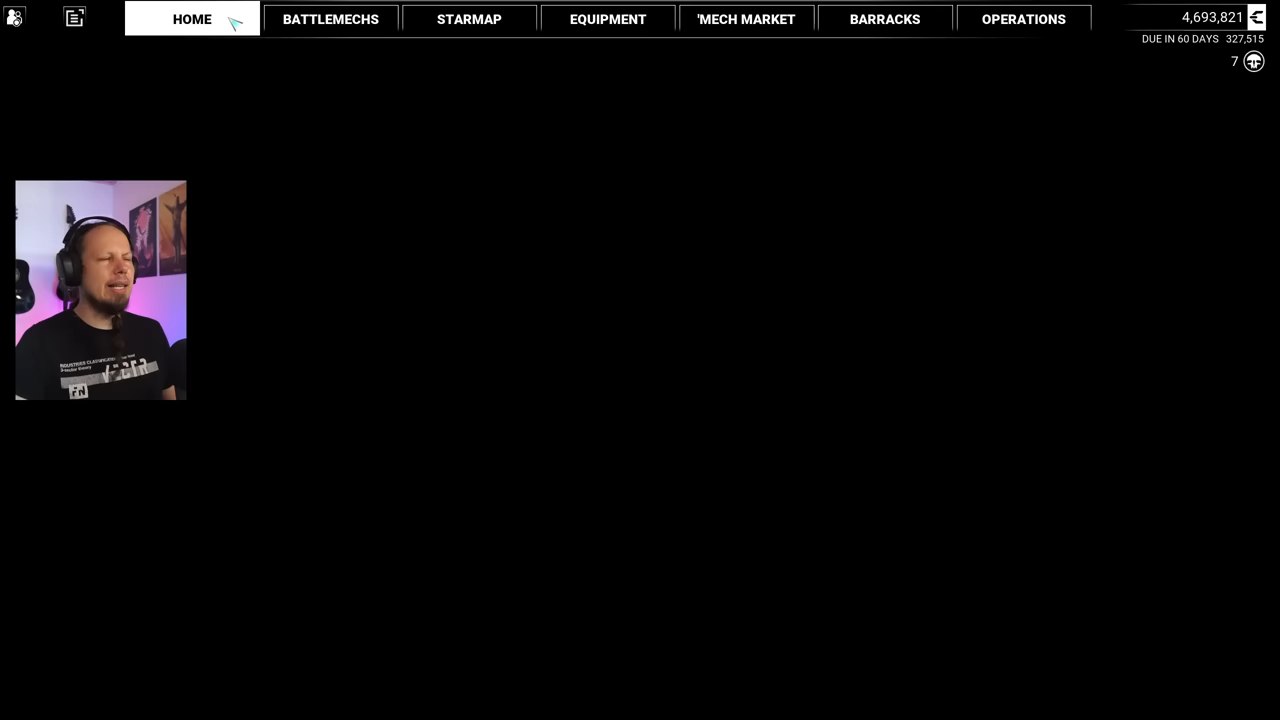 HOME
BATTLEMECHS
STARMAP
EQUIPMENT
'MECH MARKET
BARRACKS
OPERATIONS
4,693,821
DUE IN 60 DAYS 327,515
7